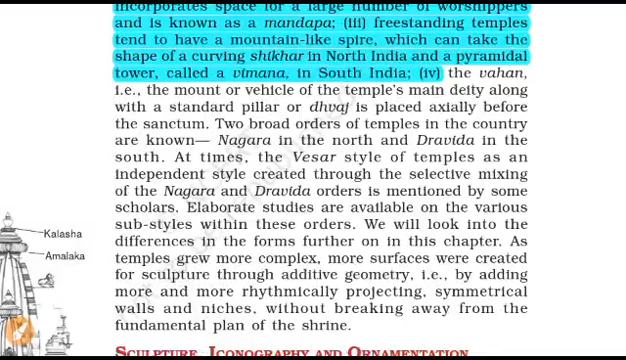 incorporates space for a large number of worshippers
and is known as a mandapa; (iii) freestanding temples
tend to have a mountain-like spire, which can take the
shape of a curving shikhar in North India and a pyramidal
tower, called a vimana, in South India; (iv) the vahan,
i.e., the mount or vehicle of the temple's main deity along
with a standard pillar or dhvaj is placed axially before
the sanctum. Two broad orders of temples in the country
are known— Nagara in the north and Dravida in the
south. At times, the Vesar style of temples as an
independent style created through the selective mixing
of the Nagara and Dravida orders is mentioned by some
scholars. Elaborate studies are available on the various
sub-styles within these orders. We will look into the
differences in the forms further on in this chapter. As
temples grew more complex, more surfaces were created
for sculpture through additive geometry, i.e., by adding
more and more rhythmically projecting, symmetrical
walls and niches, without breaking away from the
fundamental plan of the shrine.
Kalasha
Amalaka
SCULPTURE, ICONOGRAPHY AND ORNAMENTATION